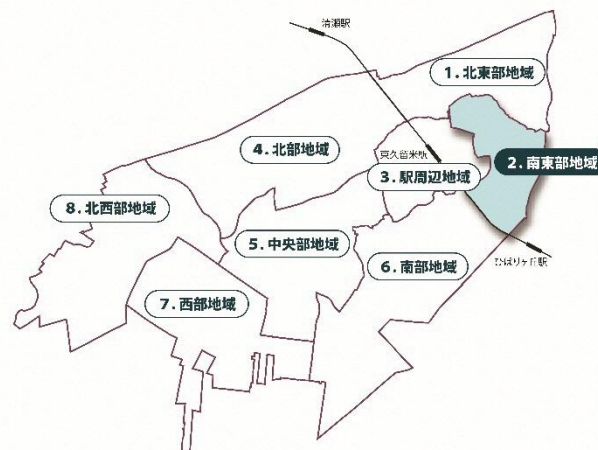 清瀬駅
1.北東部地域
4.北部地域
東久留米駅
2.南東部地域
3.駅周辺地域
8.北西部地域
5.中央部地域
6.南部地域
ひばりヶ丘駅
7.西部地域